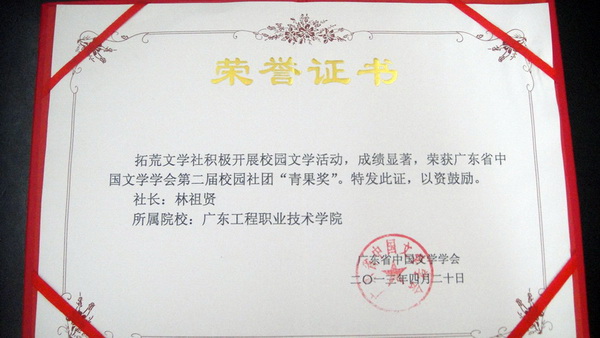 荣誉证书
拓荒文学社积极开展校园文学活动，成绩显著，荣获广东省中
国文学学会第二届校园社团“青果奖”。特发此证，以资鼓励。
社长：林祖贤
所属院校：广东工程职业技术学院
广东省中国文学学会
二〇一三年四月二十日